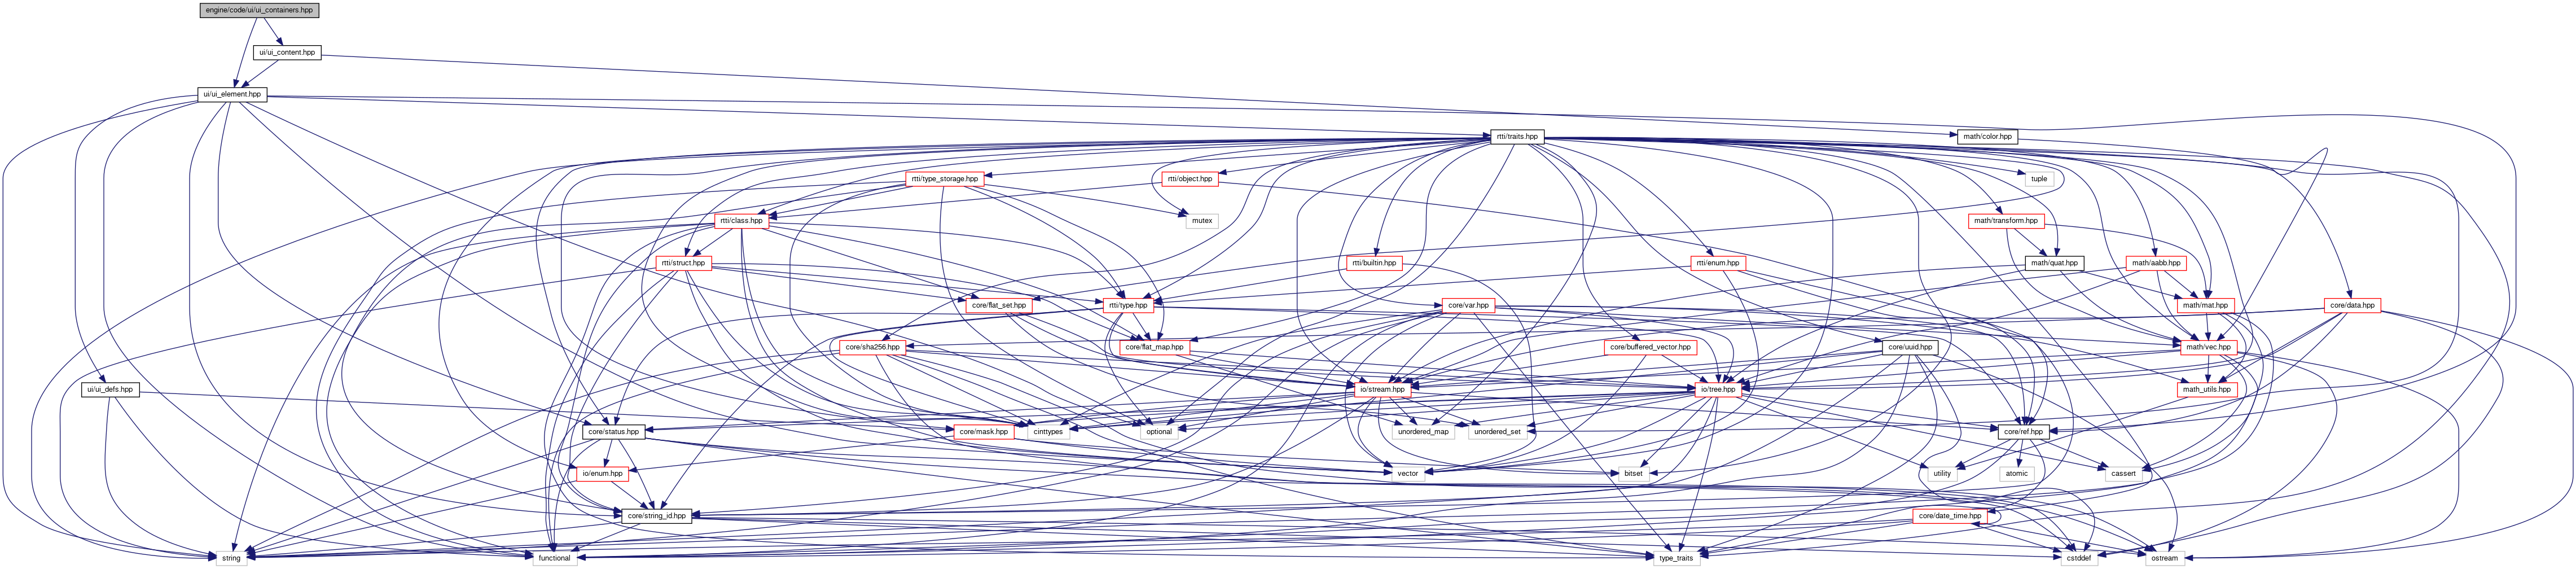 engine/code/ui/ui_containers.hpp
ui/ui_content.hpp
ui/ui_element.hpp
rtti/traits.hpp
math/color.hpp
rtti/type_storage.hpp
rtti/object.hpp
tuple
rtti/class.hpp
mutex
math/transform.hpp
rtti/struct.hpp
rtti/builtin.hpp
rtti/enum.hpp
math/quat.hpp
math/aabb.hpp
core/flat_set.hpp
rtti/type.hpp
core/var.hpp
math/mat.hpp
core/data.hpp
core/sha256.hpp
core/flat_map.hpp
core/buffered_vector.hpp
core/uuid.hpp
math/vec.hpp
ui/ui_defs.hpp
io/stream.hpp
io/tree.hpp
math_utils.hpp
core/status.hpp
core/mask.hpp
cinttypes
optional
unordered_map
unordered_set
core/ref.hpp
io/enum.hpp
vector
bitset
utility
atomic
cassert
core/string_id.hpp
core/date_time.hpp
string
functional
type_traits
cstddef
ostream